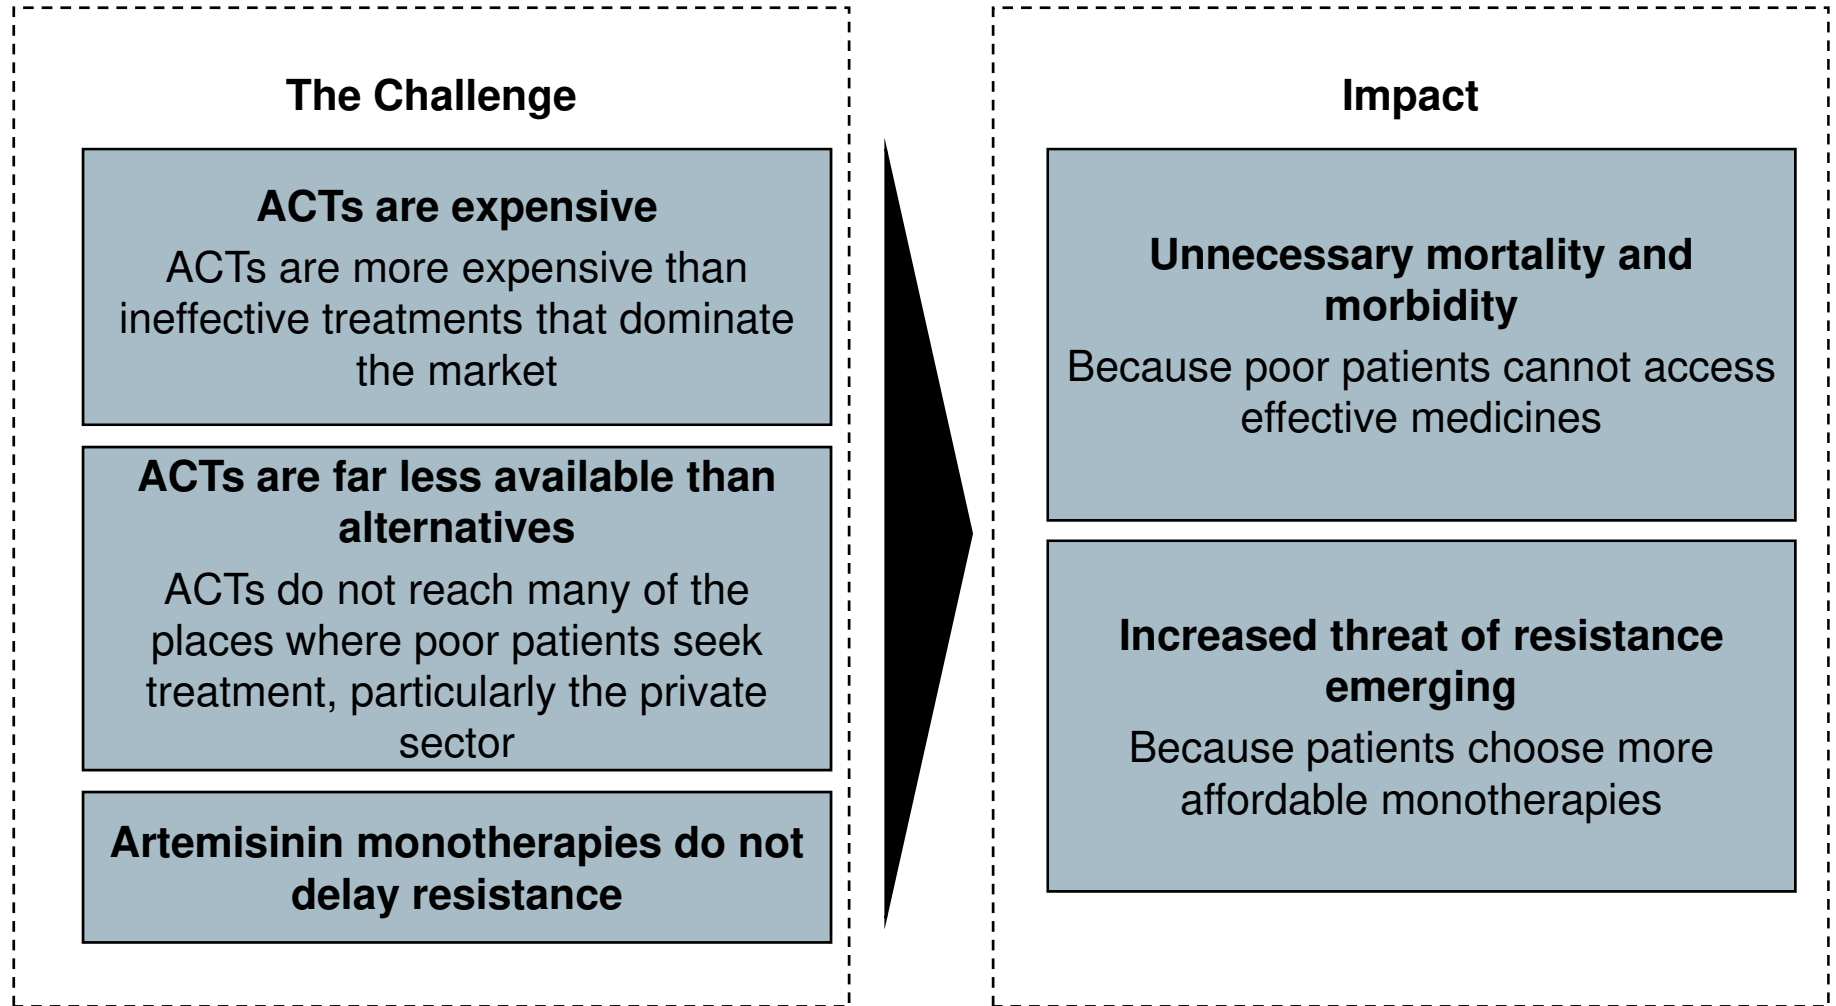 The Challenge
ACTs are expensive
ACTs are more expensive than
ineffective treatments that dominate
the market
ACTs are far less available than
alternatives
ACTs do not reach many of the
places where poor patients seek
treatment, particularly the private
sector
Artemisinin monotherapies do not
delay resistance
Impact
Unnecessary mortality and
morbidity
Because poor patients cannot access
effective medicines
Increased threat of resistance
emerging
Because patients choose more
affordable monotherapies